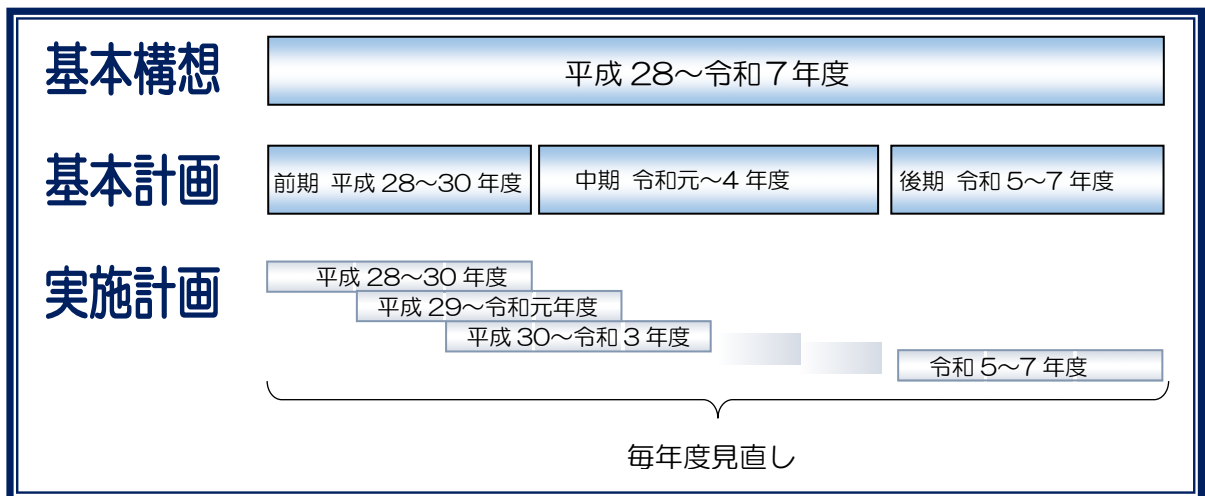 基本構想
平成 28～令和７年度
基本計画
前期 平成 28～30 年度
中期 令和元～4 年度
後期 令和 5～7 年度
実施計画
平成 28～30 年度
平成 29～令和元年度
平成 30～令和 3 年度
令和 5～7 年度
毎年度見直し